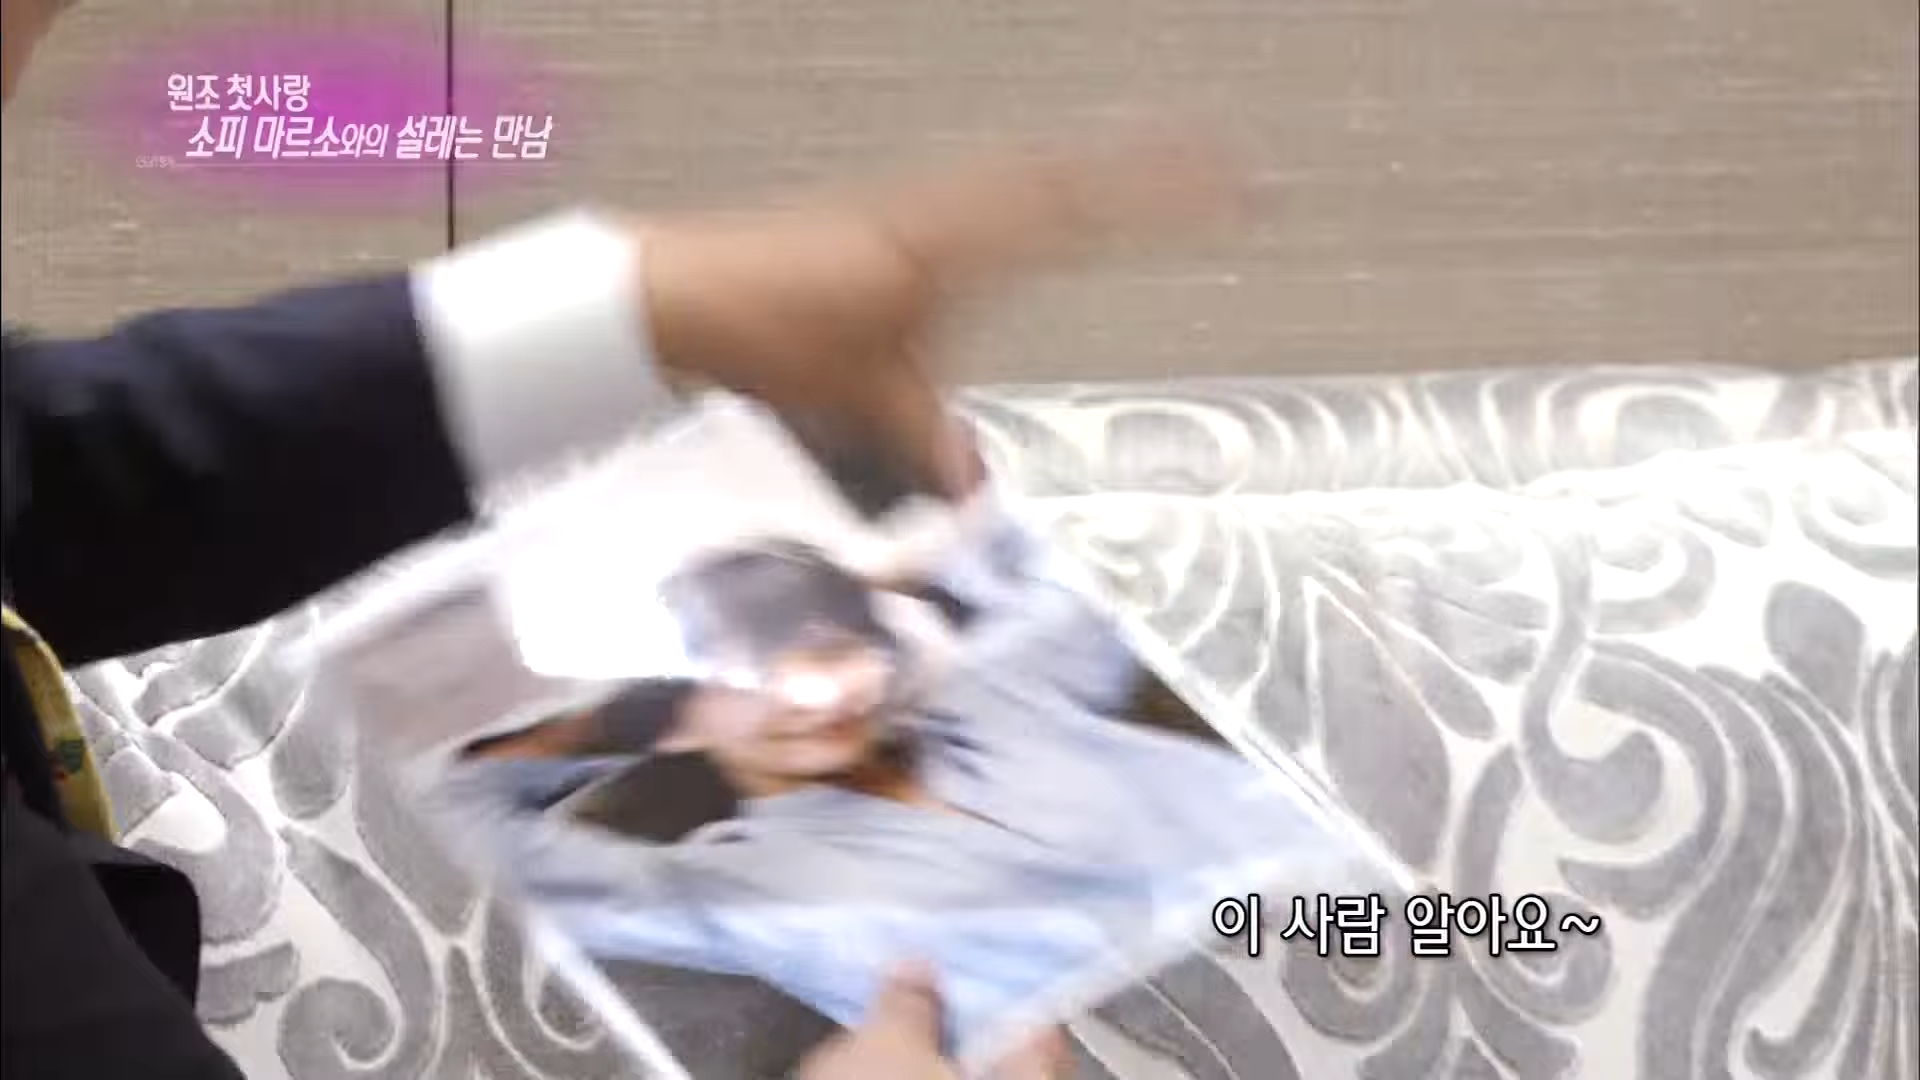 원조 첫사랑
소피 마르소와의 설레는 만남
이 사람 알아요~